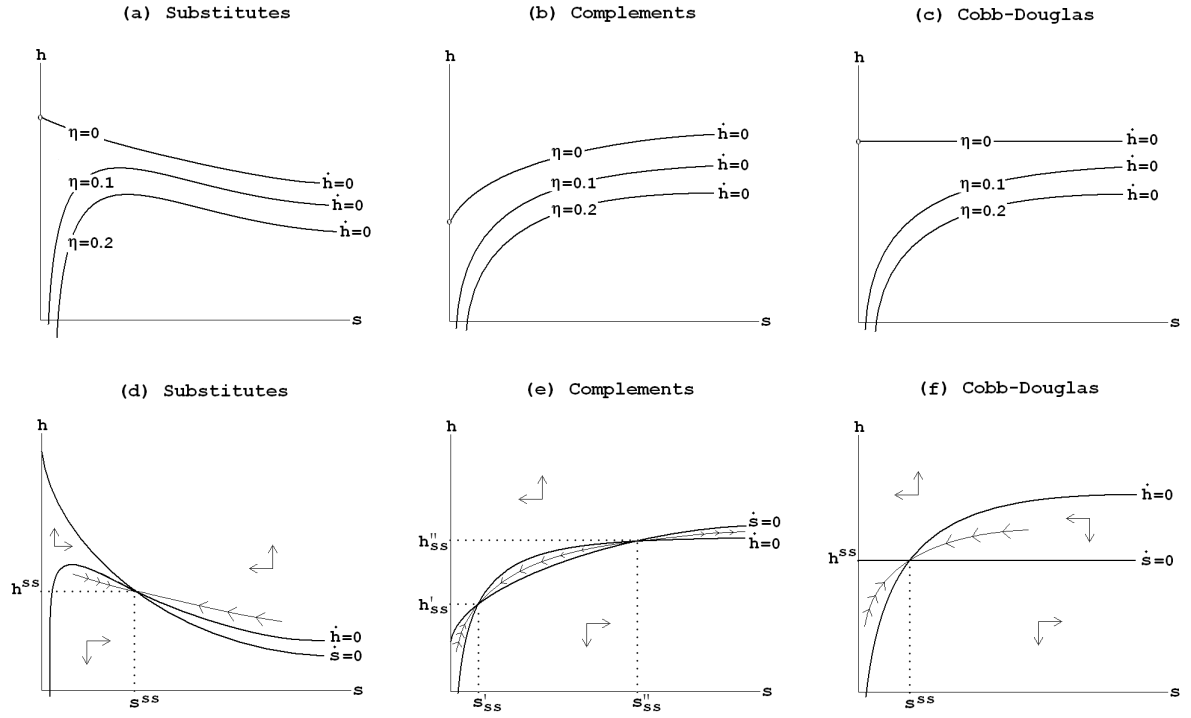 (a) Substitutes
h
η=0
η=0.1
η=0.2
ḣ=0
ḣ=0
ḣ=0
s
(b) Complements
h
η=0
η=0.1
η=0.2
ḣ=0
ḣ=0
ḣ=0
s
(c) Cobb-Douglas
h
η=0
η=0.1
η=0.2
ḣ=0
ḣ=0
ḣ=0
s
(d) Substitutes
h
hˢˢ
ḣ=0
ṡ=0
s
sˢˢ
(e) Complements
h
h''ss
h'ss
ṡ=0
ḣ=0
s
s'ss
s''ss
(f) Cobb-Douglas
h
hˢˢ
ḣ=0
ṡ=0
s
sˢˢ